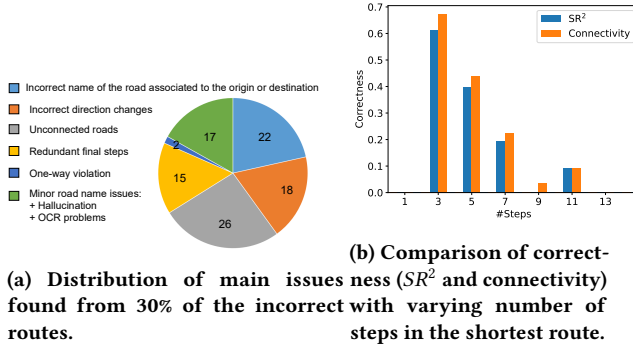 Incorrect name of the road associated to the origin or destination
Incorrect direction changes
Unconnected roads
Redundant final steps
One-way violation
Minor road name issues:
+ Hallucination
+ OCR problems
22
18
26
15
2
17
(a) Distribution of main issues
found from 30% of the incorrect
routes.
0.7
0.6
0.5
0.4
0.3
0.2
0.1
0.0
Correctness
SR²
Connectivity
1 3 5 7 9 11 13
#Steps
(b) Comparison of correct-
ness (SR² and connectivity)
with varying number of
steps in the shortest route.